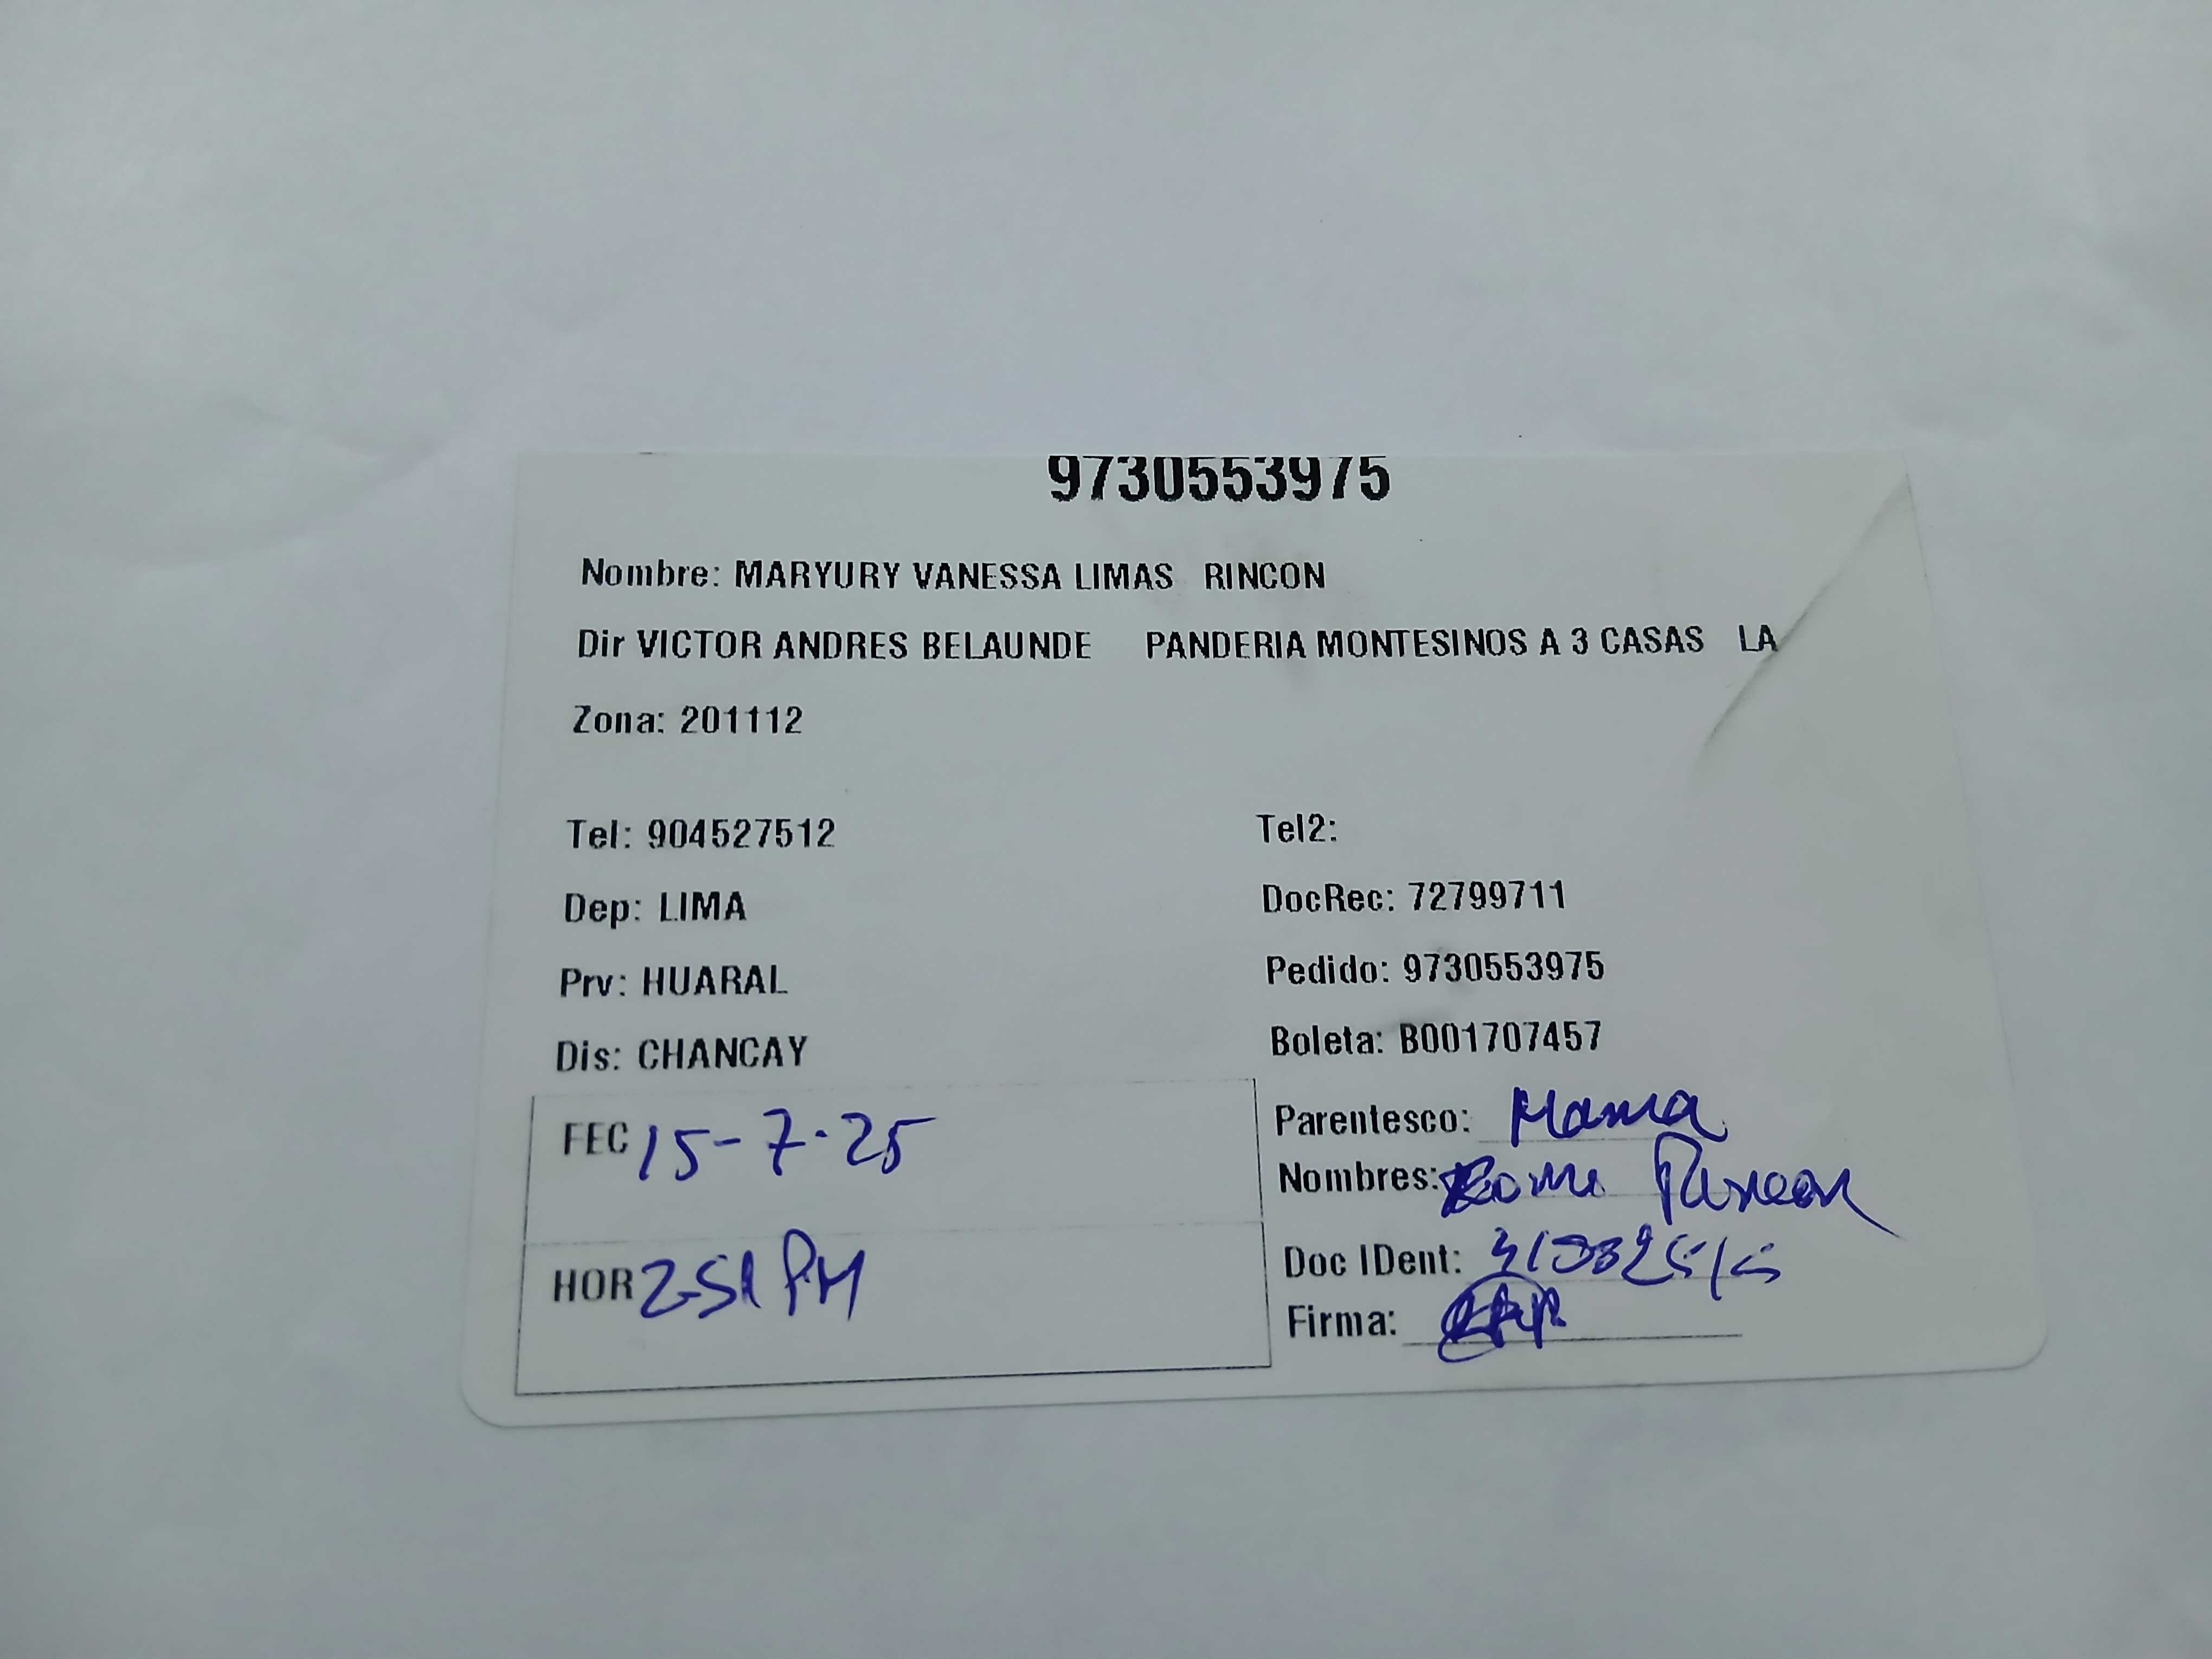 9730553975
Nombre: MARYURY VANESSA LIMAS RINCON
Dir VICTOR ANDRES BELAUNDE PANDERIA MONTESINOS A 3 CASAS LA
Zona: 201112
Tel: 904527512 Tel2:
Dep: LIMA DocRec: 72799711
Prv: HUARAL Pedido: 9730553975
Dis: CHANCAY Boleta: B001707457
FEC 15-7-25 Parentesco: Mama
Nombres: Rincon
HOR 2-51 PM Doc IDent:
Firma: